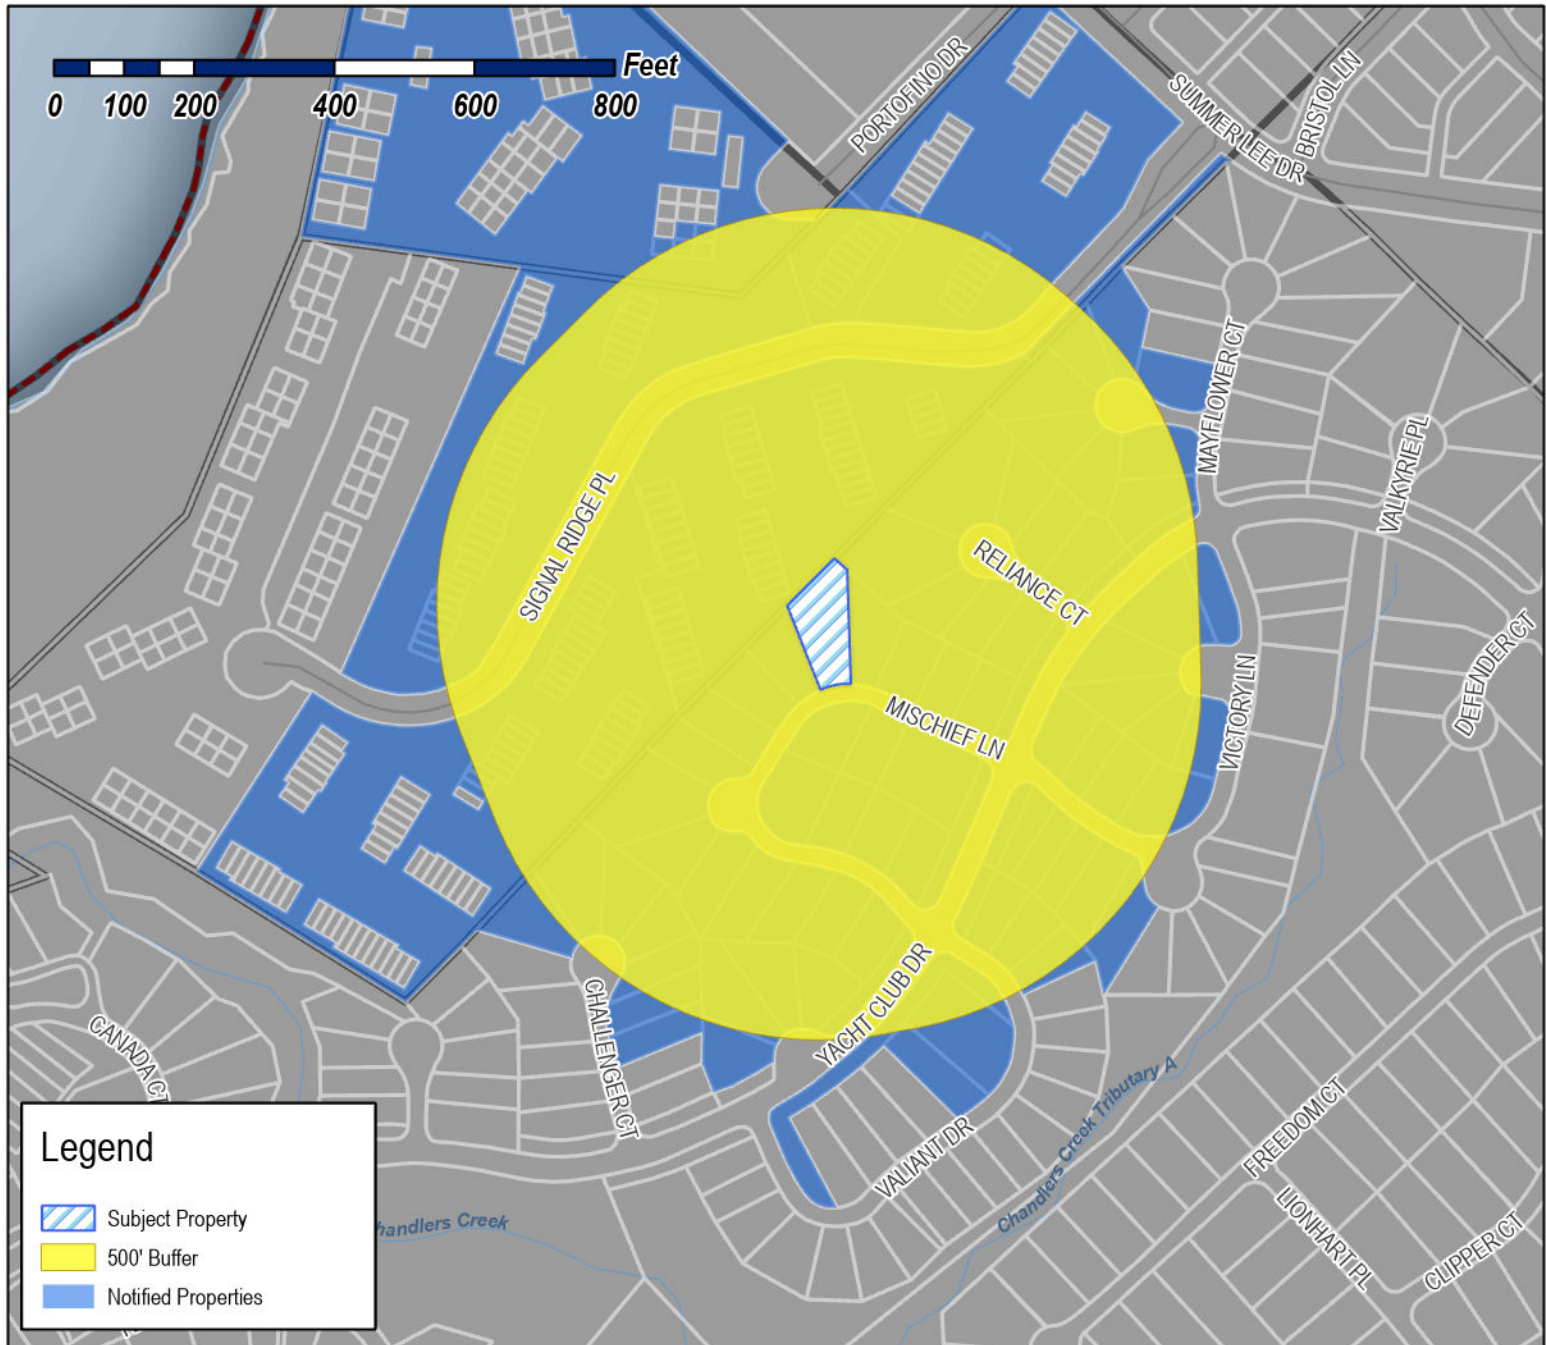 Feet
0 100 200 400 600 800
PORTOFINO DR
SUMMER LEE DR
BRISTOL LN
MAYFLOWER CT
VALKYRIE PL
SIGNAL RIDGE PL
RELIANCE CT
DEFENDER CT
VICTORY LN
MISCHIEF LN
YACHT CLUB DR
CHALLENGER CT
CANADA CT
VALIANT DR
Chandlers Creek Tributary A
FREEDOM CT
LIONHART PL
CLIPPER CT
handlers Creek
Legend
Subject Property
500' Buffer
Notified Properties